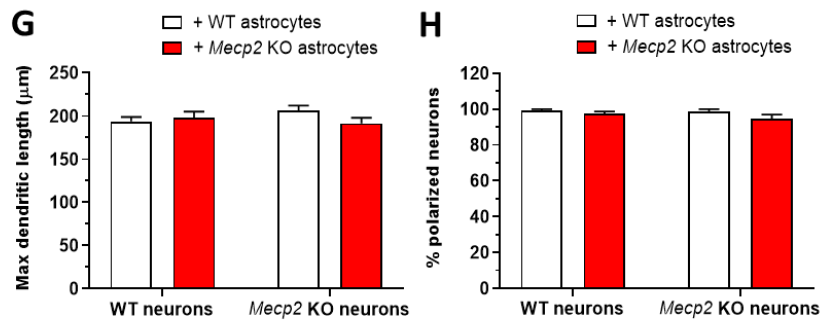 G
+ WT astrocytes
+ Mecp2 KO astrocytes
Max dendritic length (μm)
250
200
150
100
50
0
WT neurons
Mecp2 KO neurons
H
+ WT astrocytes
+ Mecp2 KO astrocytes
% polarized neurons
120
100
80
60
40
20
0
WT neurons
Mecp2 KO neurons